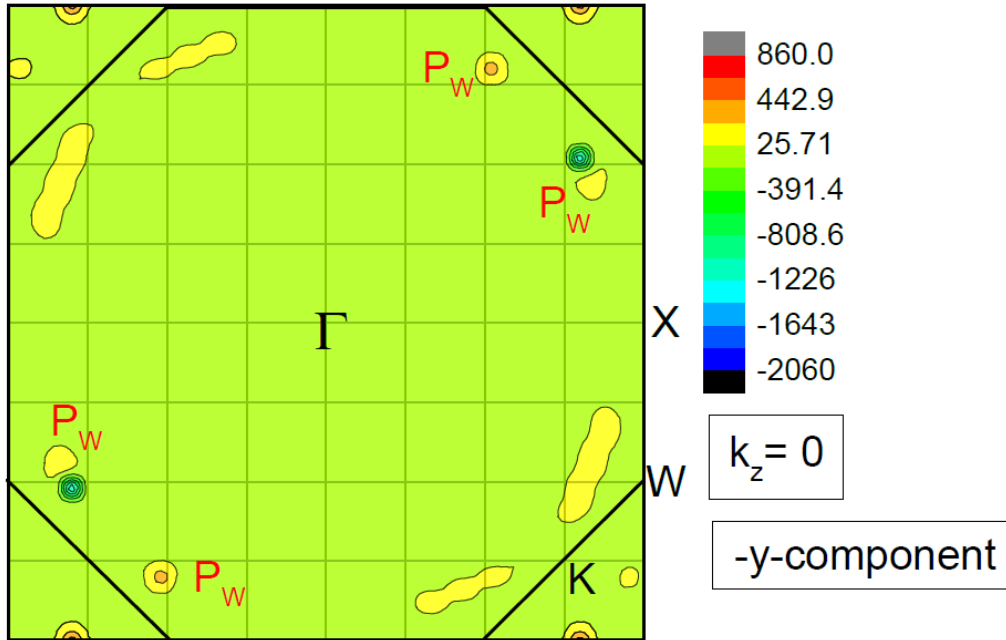 P_W
P_W
Γ
X
P_W
W
P_W
K
860.0
442.9
25.71
-391.4
-808.6
-1226
-1643
-2060
k_z= 0
-y-component